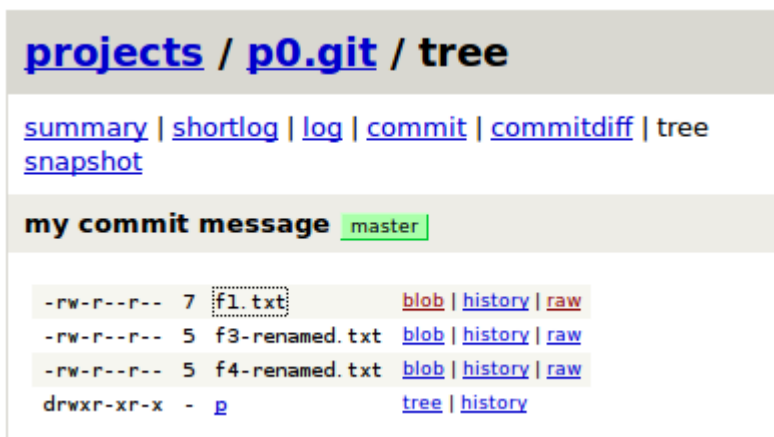 projects / p0.git / tree
summary | shortlog | log | commit | commitdiff | tree
snapshot
my commit message master
-rw-r--r-- 7 f1.txt blob | history | raw
-rw-r--r-- 5 f3-renamed.txt blob | history | raw
-rw-r--r-- 5 f4-renamed.txt blob | history | raw
drwxr-xr-x - p tree | history